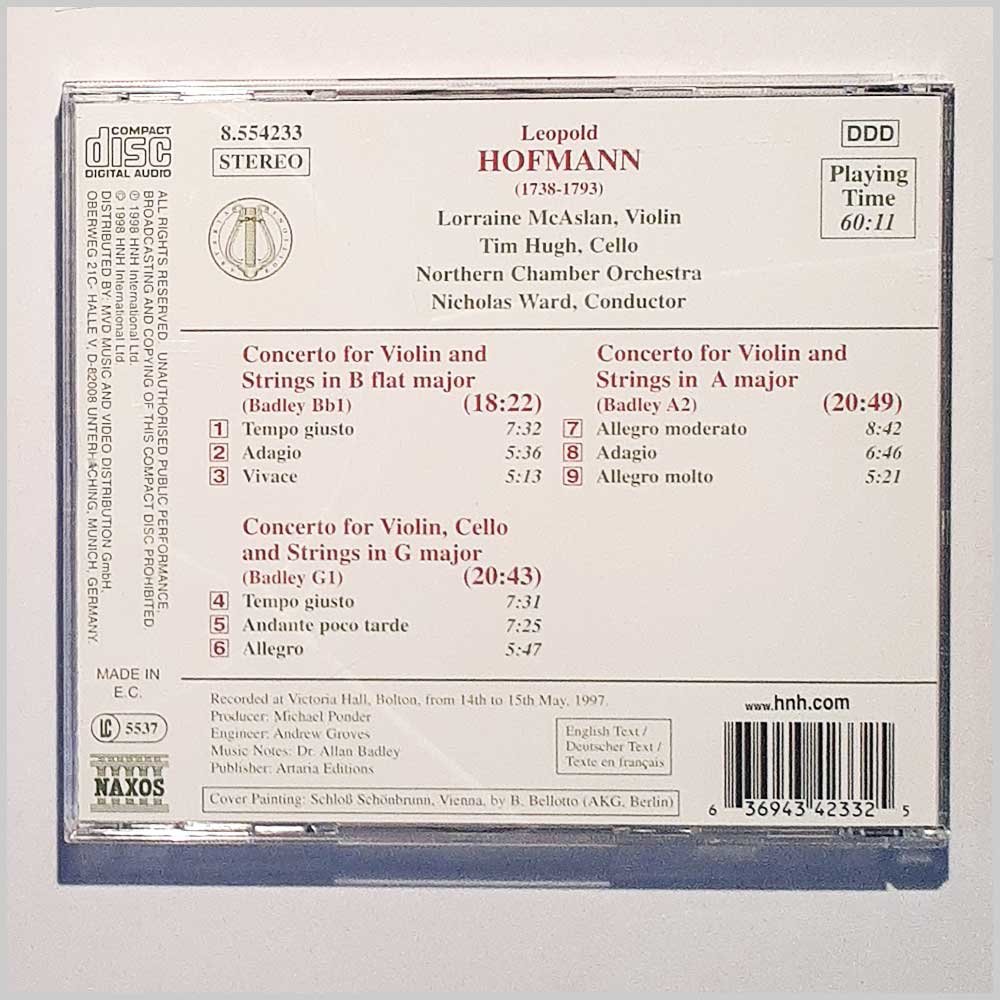 COMPACT
disc
DIGITAL AUDIO
8.554233
STEREO
Leopold
HOFMANN
(1738-1793)
Lorraine McAslan, Violin
Tim Hugh, Cello
Northern Chamber Orchestra
Nicholas Ward, Conductor
DDD
Playing
Time
60:11
ALL RIGHTS RESERVED. UNAUTHORISED PUBLIC PERFORMANCE,
BROADCASTING AND COPYING OF THIS COMPACT DISC PROHIBITED.
℗ 1998 HNH International Ltd.
© 1998 HNH International Ltd.
DISTRIBUTED BY: MVD MUSIC AND VIDEO DISTRIBUTION GmbH,
OBERWEG 21C- HALLE V, D-82008 UNTERHACHING, MUNICH, GERMANY.
Concerto for Violin and
Strings in B flat major
(Badley Bb1) (18:22)
1 Tempo giusto 7:32
2 Adagio 5:36
3 Vivace 5:13
Concerto for Violin, Cello
and Strings in G major
(Badley G1) (20:43)
4 Tempo giusto 7:31
5 Andante poco tarde 7:25
6 Allegro 5:47
Concerto for Violin and
Strings in A major
(Badley A2) (20:49)
7 Allegro moderato 8:42
8 Adagio 6:46
9 Allegro molto 5:21
MADE IN
E.C.
LC 5537
NAXOS
Recorded at Victoria Hall, Bolton, from 14th to 15th May, 1997.
Producer: Michael Ponder
Engineer: Andrew Groves
Music Notes: Dr. Allan Badley
Publisher: Artaria Editions
English Text /
Deutscher Text /
Texte en français
Cover Painting: Schloß Schönbrunn, Vienna, by B. Bellotto (AKG, Berlin)
www.hnh.com
6 36943 42332 5